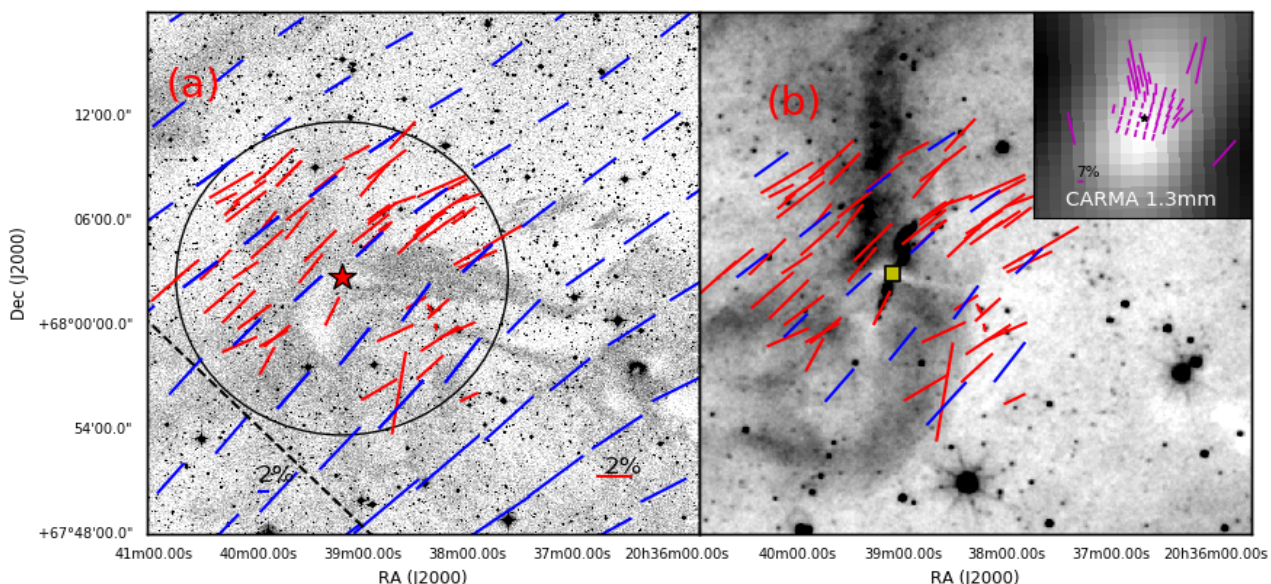 (a)
(b)
7%
CARMA 1.3mm
12'00.0"
06'00.0"
Dec (J2000)
+68°00'00.0"
54'00.0"
2%
2%
+67°48'00.0"
41m00.00s 40m00.00s 39m00.00s 38m00.00s 37m00.00s 20h36m00.00s
40m00.00s 39m00.00s 38m00.00s 37m00.00s 20h36m00.00s
RA (J2000)
RA (J2000)